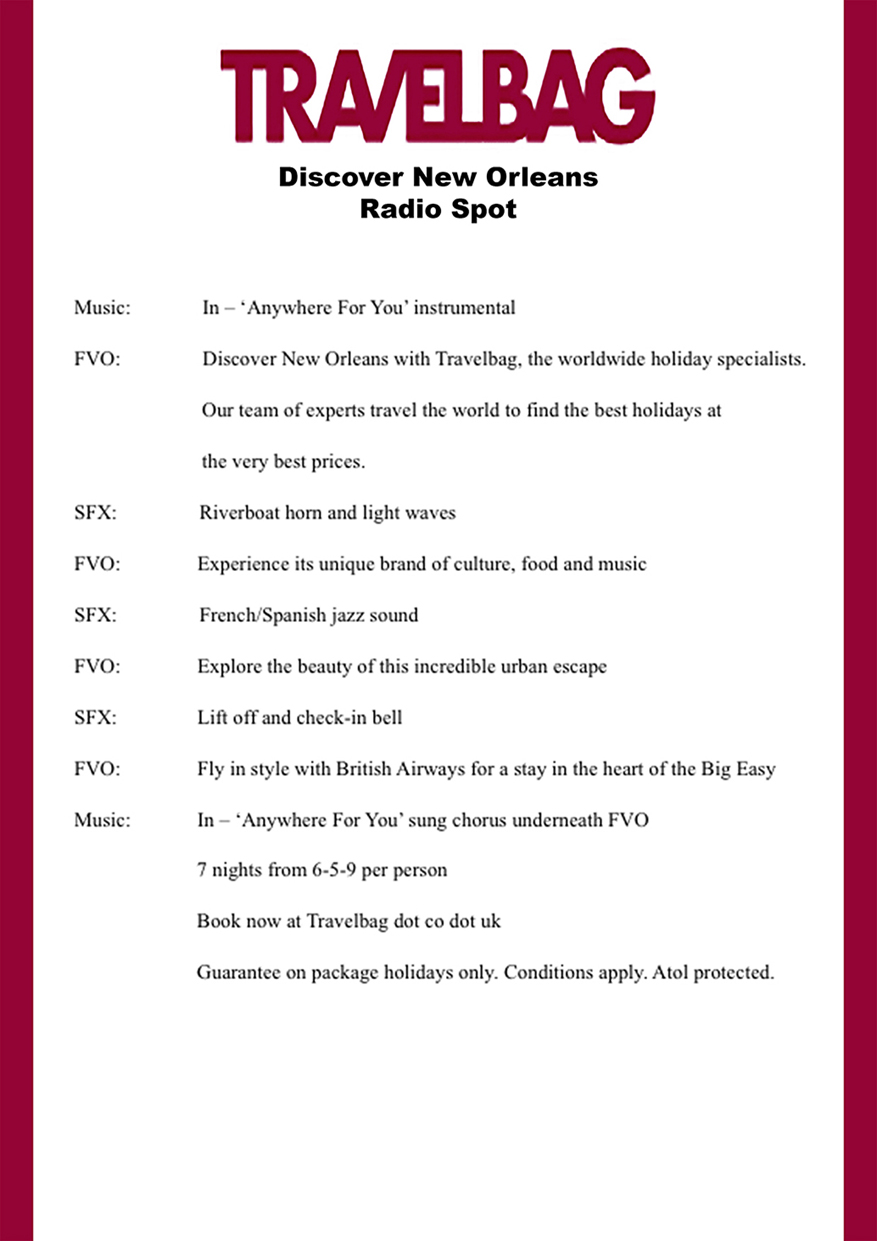 TRAVELBAG
Discover New Orleans
Radio Spot
Music: In – ‘Anywhere For You’ instrumental
FVO: Discover New Orleans with Travelbag, the worldwide holiday specialists.
Our team of experts travel the world to find the best holidays at
the very best prices.
SFX: Riverboat horn and light waves
FVO: Experience its unique brand of culture, food and music
SFX: French/Spanish jazz sound
FVO: Explore the beauty of this incredible urban escape
SFX: Lift off and check-in bell
FVO: Fly in style with British Airways for a stay in the heart of the Big Easy
Music: In – ‘Anywhere For You’ sung chorus underneath FVO
7 nights from 6-5-9 per person
Book now at Travelbag dot co dot uk
Guarantee on package holidays only. Conditions apply. Atol protected.